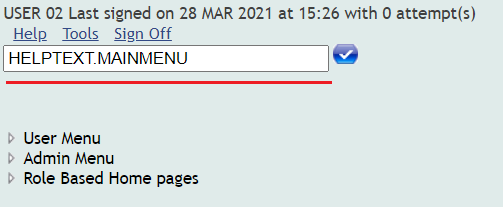 USER 02 Last signed on 28 MAR 2021 at 15:26 with 0 attempt(s)
Help Tools Sign Off
HELPTEXT.MAINMENU
User Menu
Admin Menu
Role Based Home pages